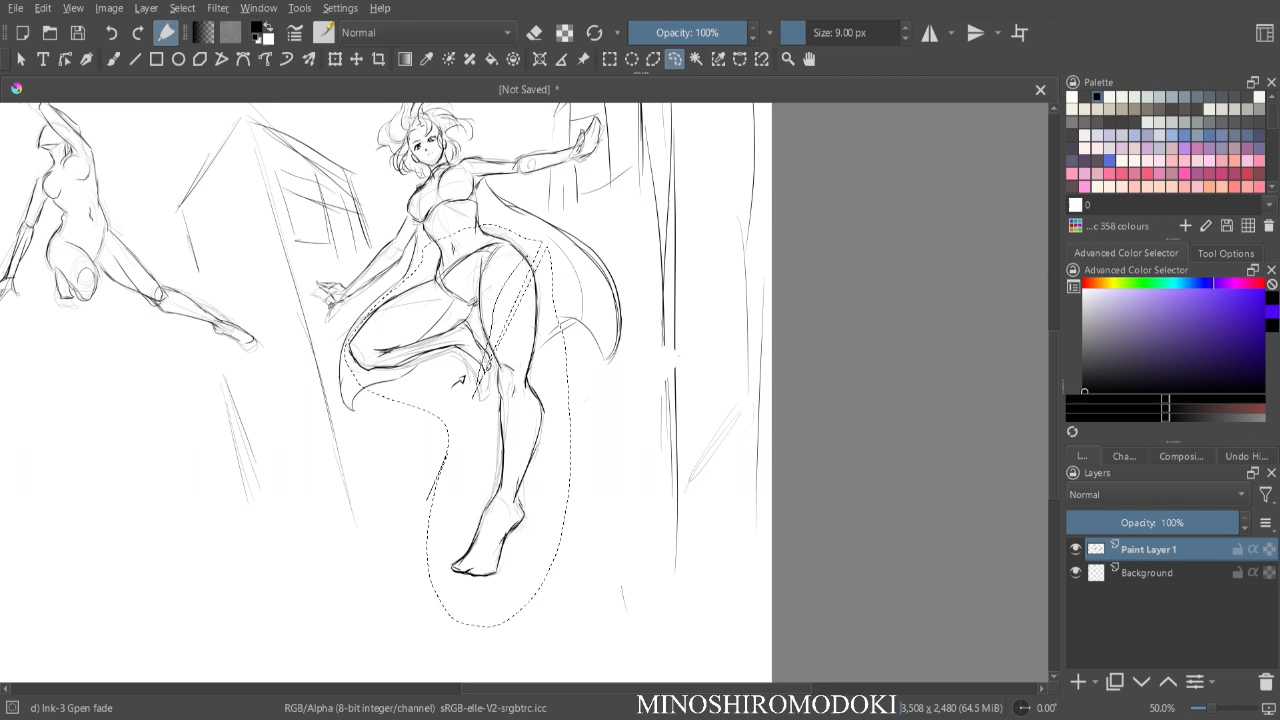 File Edit View Image Layer Select Filter Window Tools Settings Help
Normal Opacity: 100% Size: 9.00 px
[Not Saved] *
Palette
0
...c 358 colours
Advanced Color Selector Tool Options
Advanced Color Selector
L... Cha... Composi... Undo Hi...
Layers
Normal
Opacity: 100%
Paint Layer 1
Background
d) Ink-3 Gpen fade RGB/Alpha (8-bit integer/channel) sRGB-elle-V2-srgbtrc.icc MINOSHIROMODOKI 3,508 x 2,480 (64.5 MiB) 0.00° 50.0%